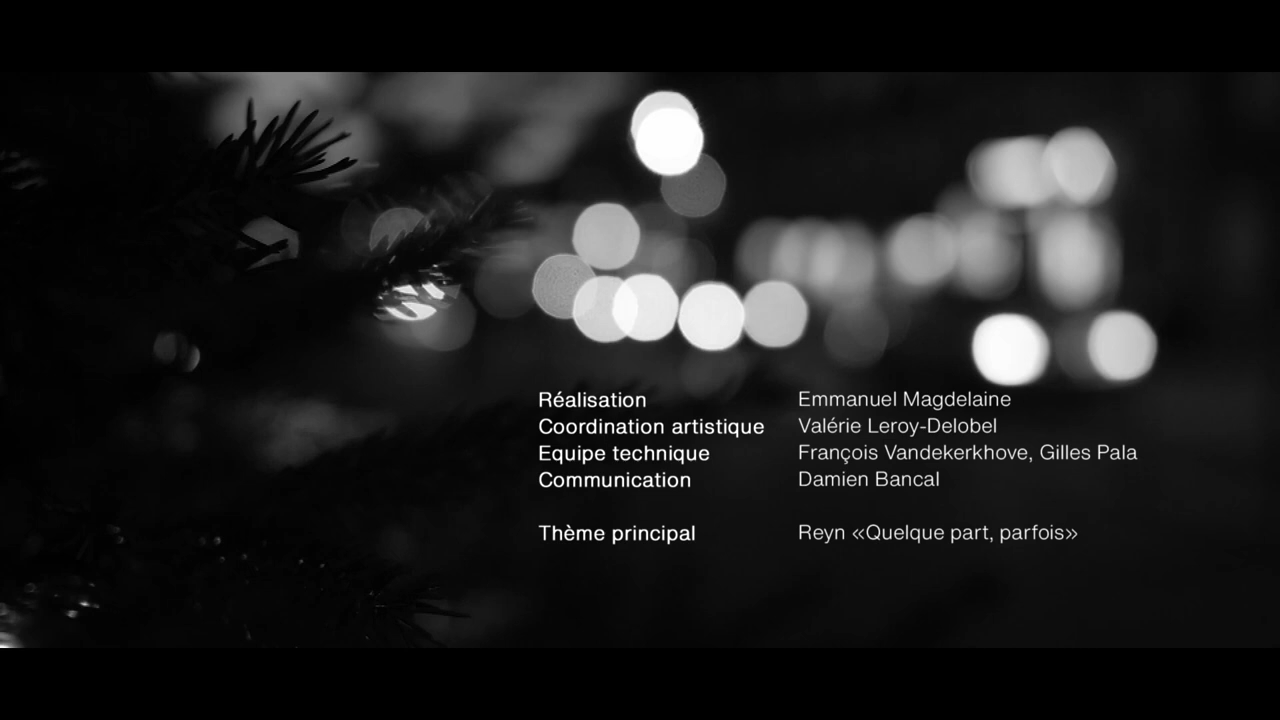 Réalisation Emmanuel Magdelaine
Coordination artistique Valérie Leroy-Delobel
Equipe technique François Vandekerkhove, Gilles Pala
Communication Damien Bancal
Thème principal Reyn «Quelque part, parfois»